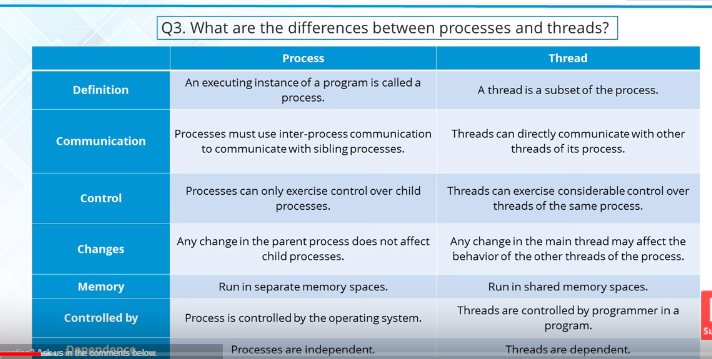 Q3. What are the differences between processes and threads?
Process
Thread
Definition
An executing instance of a program is called a
process.
A thread is a subset of the process.
Communication
Processes must use inter-process communication
to communicate with sibling processes.
Threads can directly communicate with other
threads of its process.
Control
Processes can only exercise control over child
processes.
Threads can exercise considerable control over
threads of the same process.
Changes
Any change in the parent process does not affect
child processes.
Any change in the main thread may affect the
behavior of the other threads of the process.
Memory
Run in separate memory spaces.
Run in shared memory spaces.
Controlled by
Process is controlled by the operating system.
Threads are controlled by programmer in a
program.
Dependence
Processes are independent.
Threads are dependent.
Ask us in the comments below.
Su